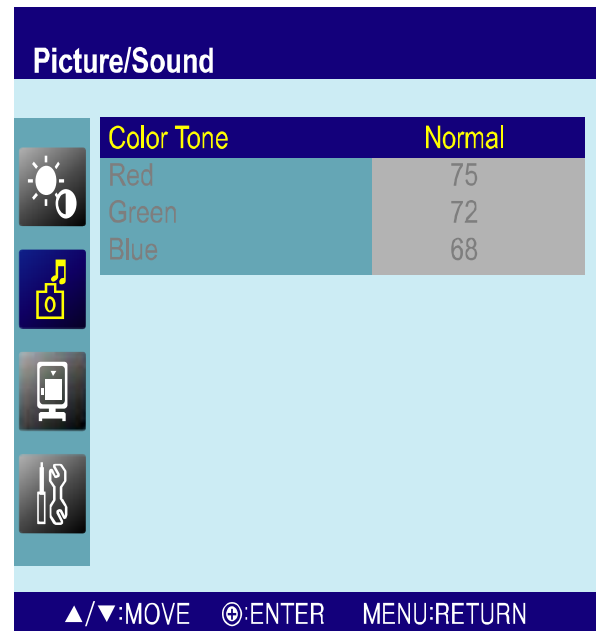 Picture/Sound
Color Tone Normal
Red 75
Green 72
Blue 68
▲/▼:MOVE ⊕:ENTER MENU:RETURN